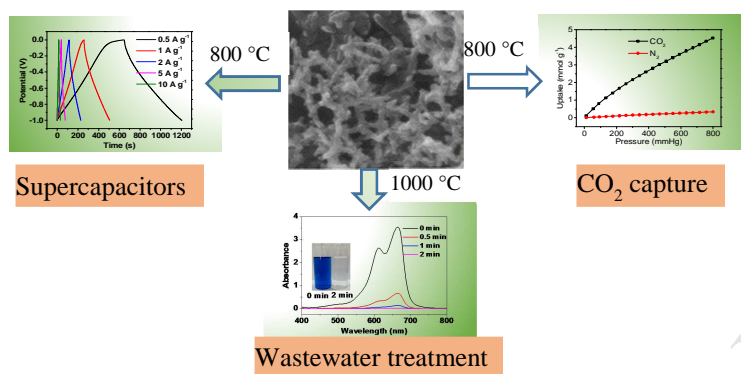 0.5 A g⁻¹
1 A g⁻¹
2 A g⁻¹
5 A g⁻¹
10 A g⁻¹
Potential (V)
0.0
-0.2
-0.4
-0.6
-0.8
-1.0
0 200 400 600 800 1000 1200
Time (s)
Supercapacitors
800 °C
800 °C
CO₂
N₂
Uptake (mmol g⁻¹)
5
4
3
2
1
0
0 200 400 600 800
Pressure (mmHg)
CO₂ capture
1000 °C
0 min
0.5 min
1 min
2 min
Absorbance
4
3
2
1
0
0 min 2 min
400 500 600 700 800
Wavelength (nm)
Wastewater treatment